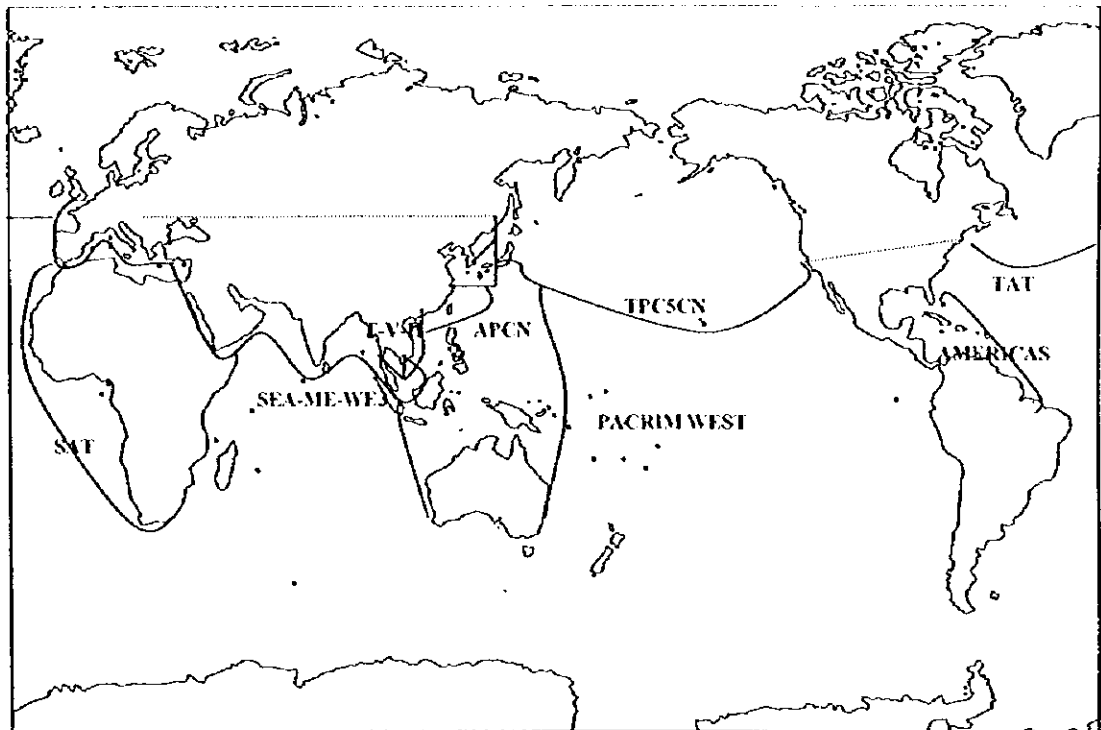 TAT
T-V-H
APCN
TPC5CN
AMERICAS
SEA-ME-WE3
PACRIM WEST
SAT